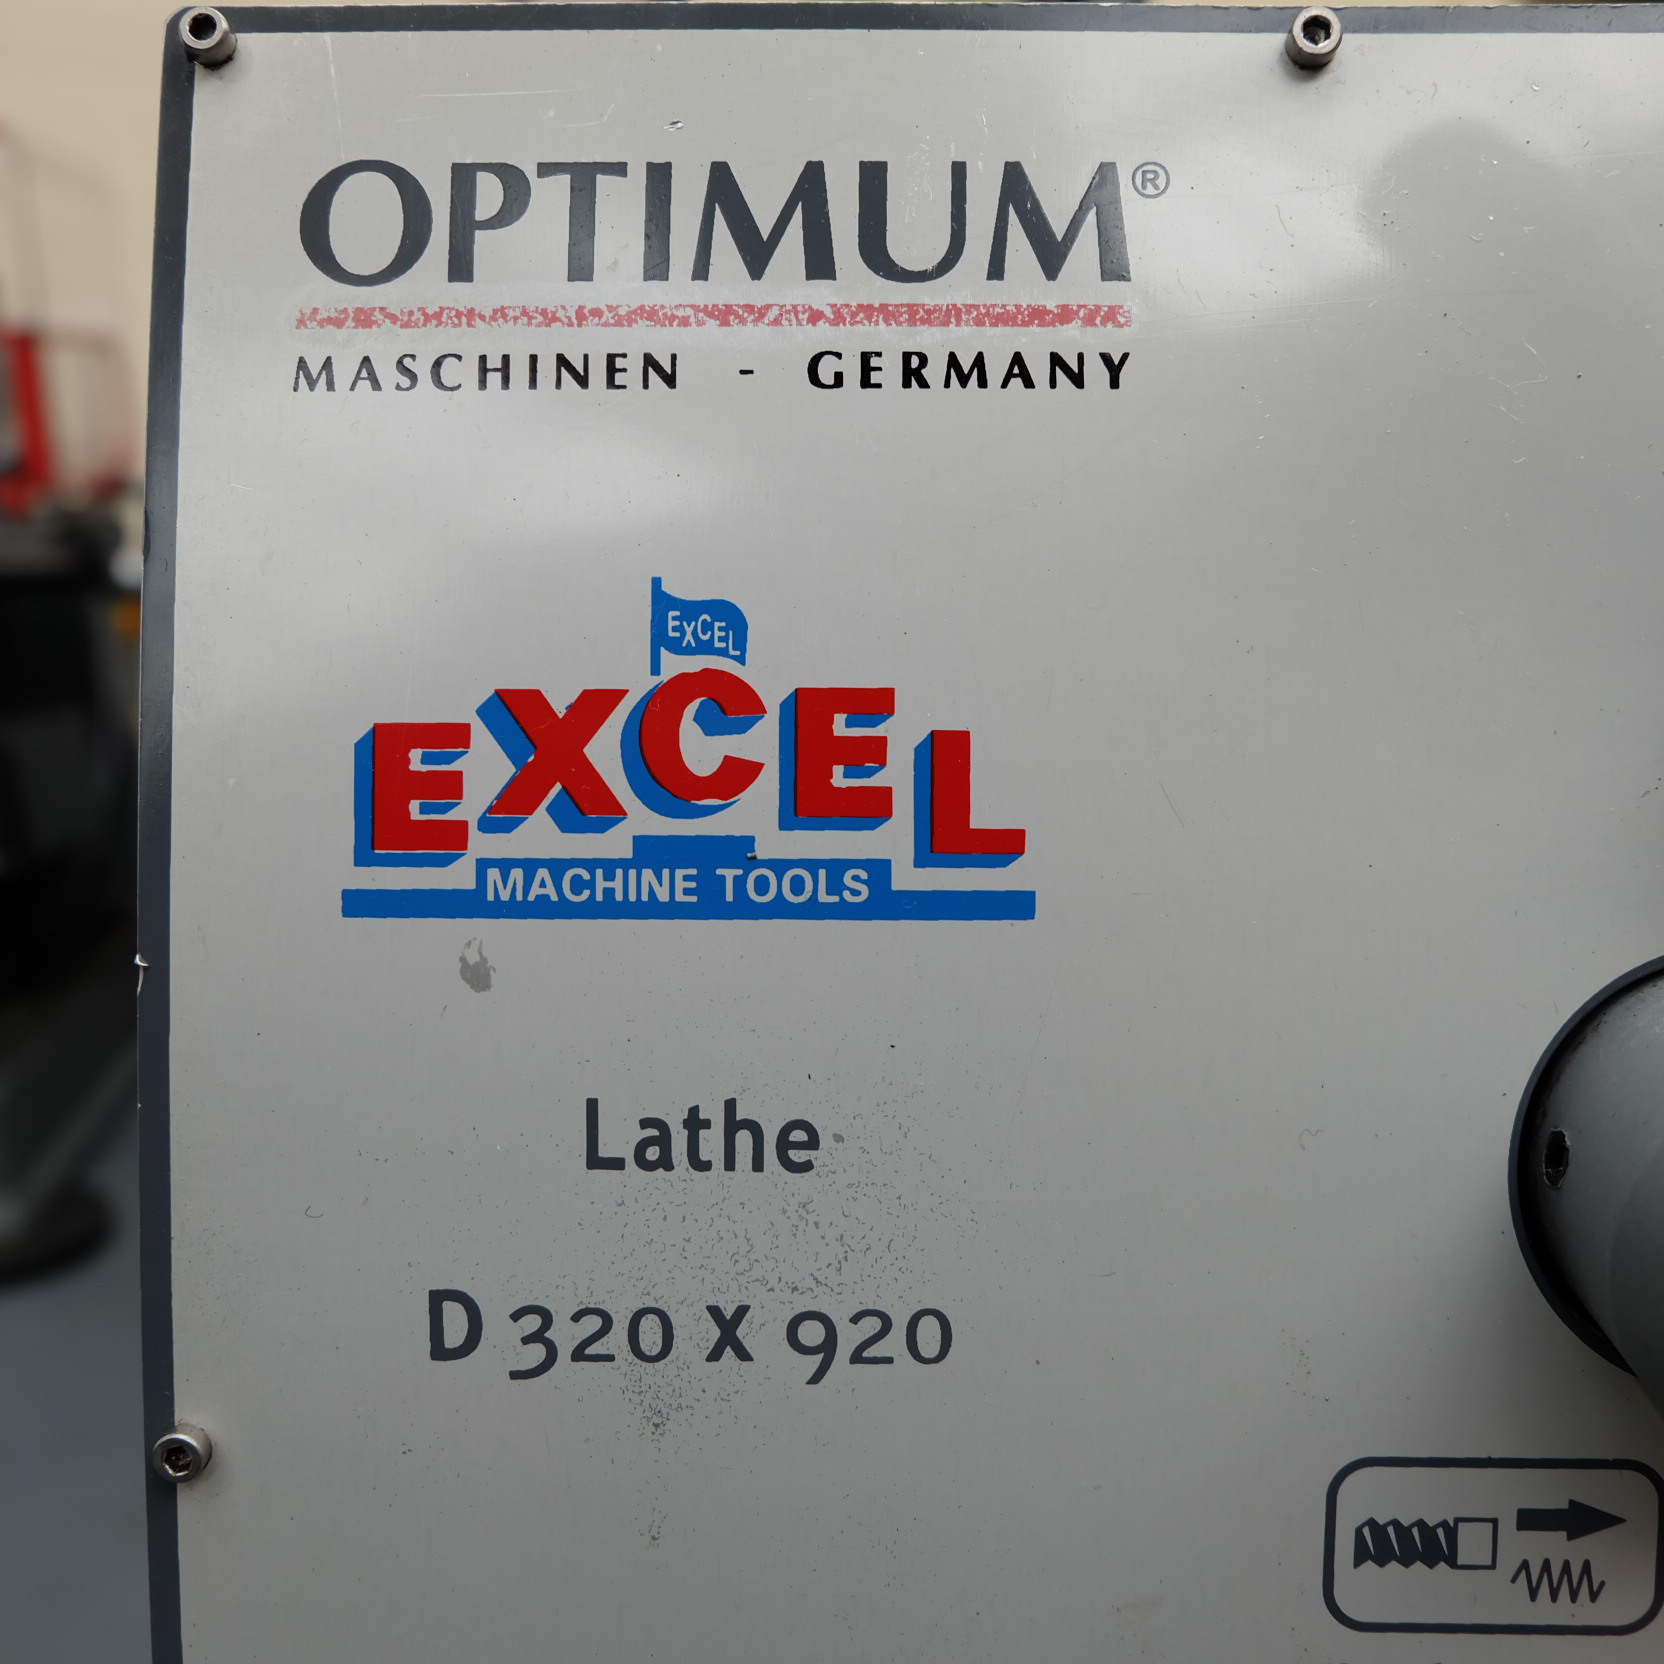 OPTIMUM®
MASCHINEN - GERMANY
EXCEL
EXCEL
MACHINE TOOLS
Lathe
D 320 x 920